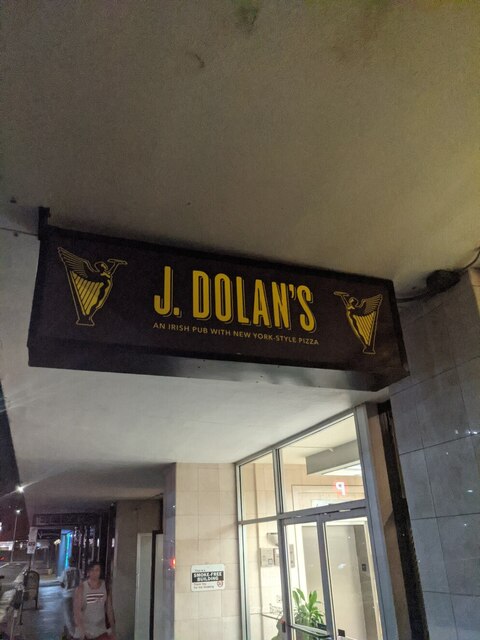 J. DOLAN'S
AN IRISH PUB WITH NEW YORK-STYLE PIZZA
SMOKE-FREE
BUILDING